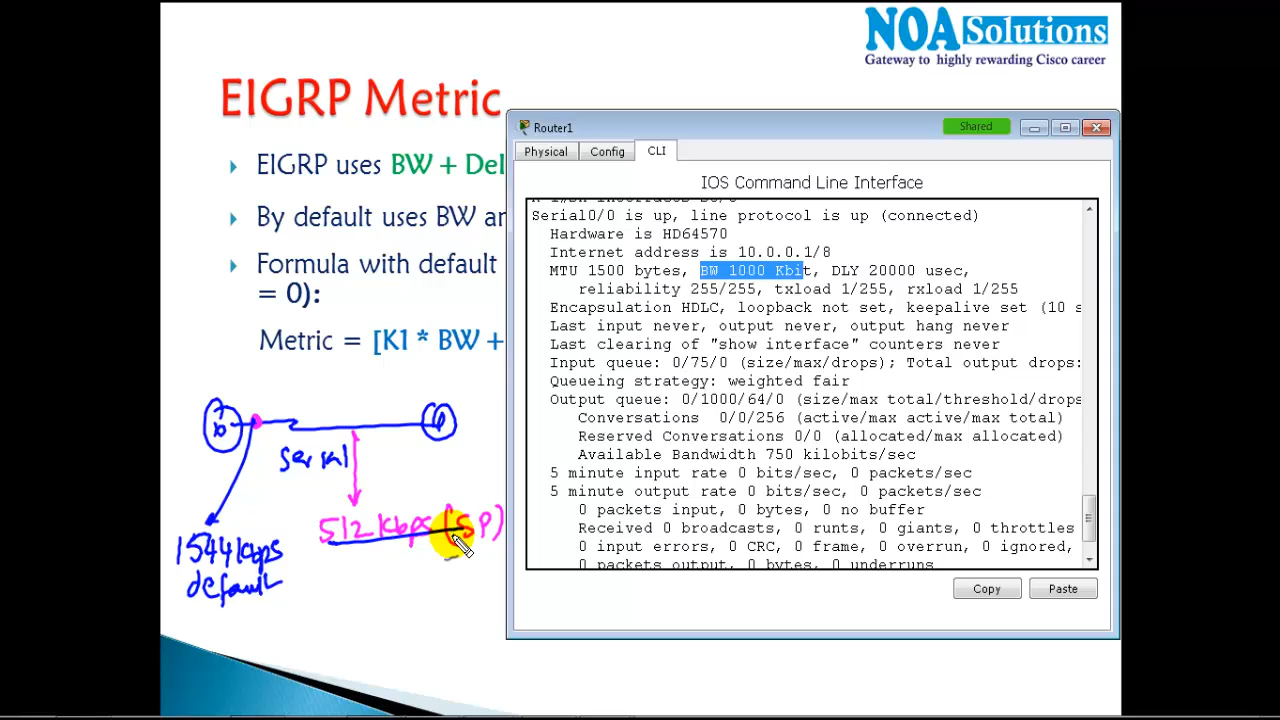 NOA Solutions
Gateway to highly rewarding Cisco career
EIGRP Metric
EIGRP uses BW + Del
By default uses BW an
Formula with default
= 0):
Metric = [K1 * BW +
serial
512 kbps (SP)
1544 kbps
default
Router1
Shared
Physical Config CLI
IOS Command Line Interface
Serial0/0 is up, line protocol is up (connected)
Hardware is HD64570
Internet address is 10.0.0.1/8
MTU 1500 bytes, BW 1000 Kbit, DLY 20000 usec,
reliability 255/255, txload 1/255, rxload 1/255
Encapsulation HDLC, loopback not set, keepalive set (10 s
Last input never, output never, output hang never
Last clearing of "show interface" counters never
Input queue: 0/75/0 (size/max/drops); Total output drops:
Queueing strategy: weighted fair
Output queue: 0/1000/64/0 (size/max total/threshold/drops
Conversations 0/0/256 (active/max active/max total)
Reserved Conversations 0/0 (allocated/max allocated)
Available Bandwidth 750 kilobits/sec
5 minute input rate 0 bits/sec, 0 packets/sec
5 minute output rate 0 bits/sec, 0 packets/sec
0 packets input, 0 bytes, 0 no buffer
Received 0 broadcasts, 0 runts, 0 giants, 0 throttles
0 input errors, 0 CRC, 0 frame, 0 overrun, 0 ignored,
0 packets output, 0 bytes, 0 underruns
Copy Paste